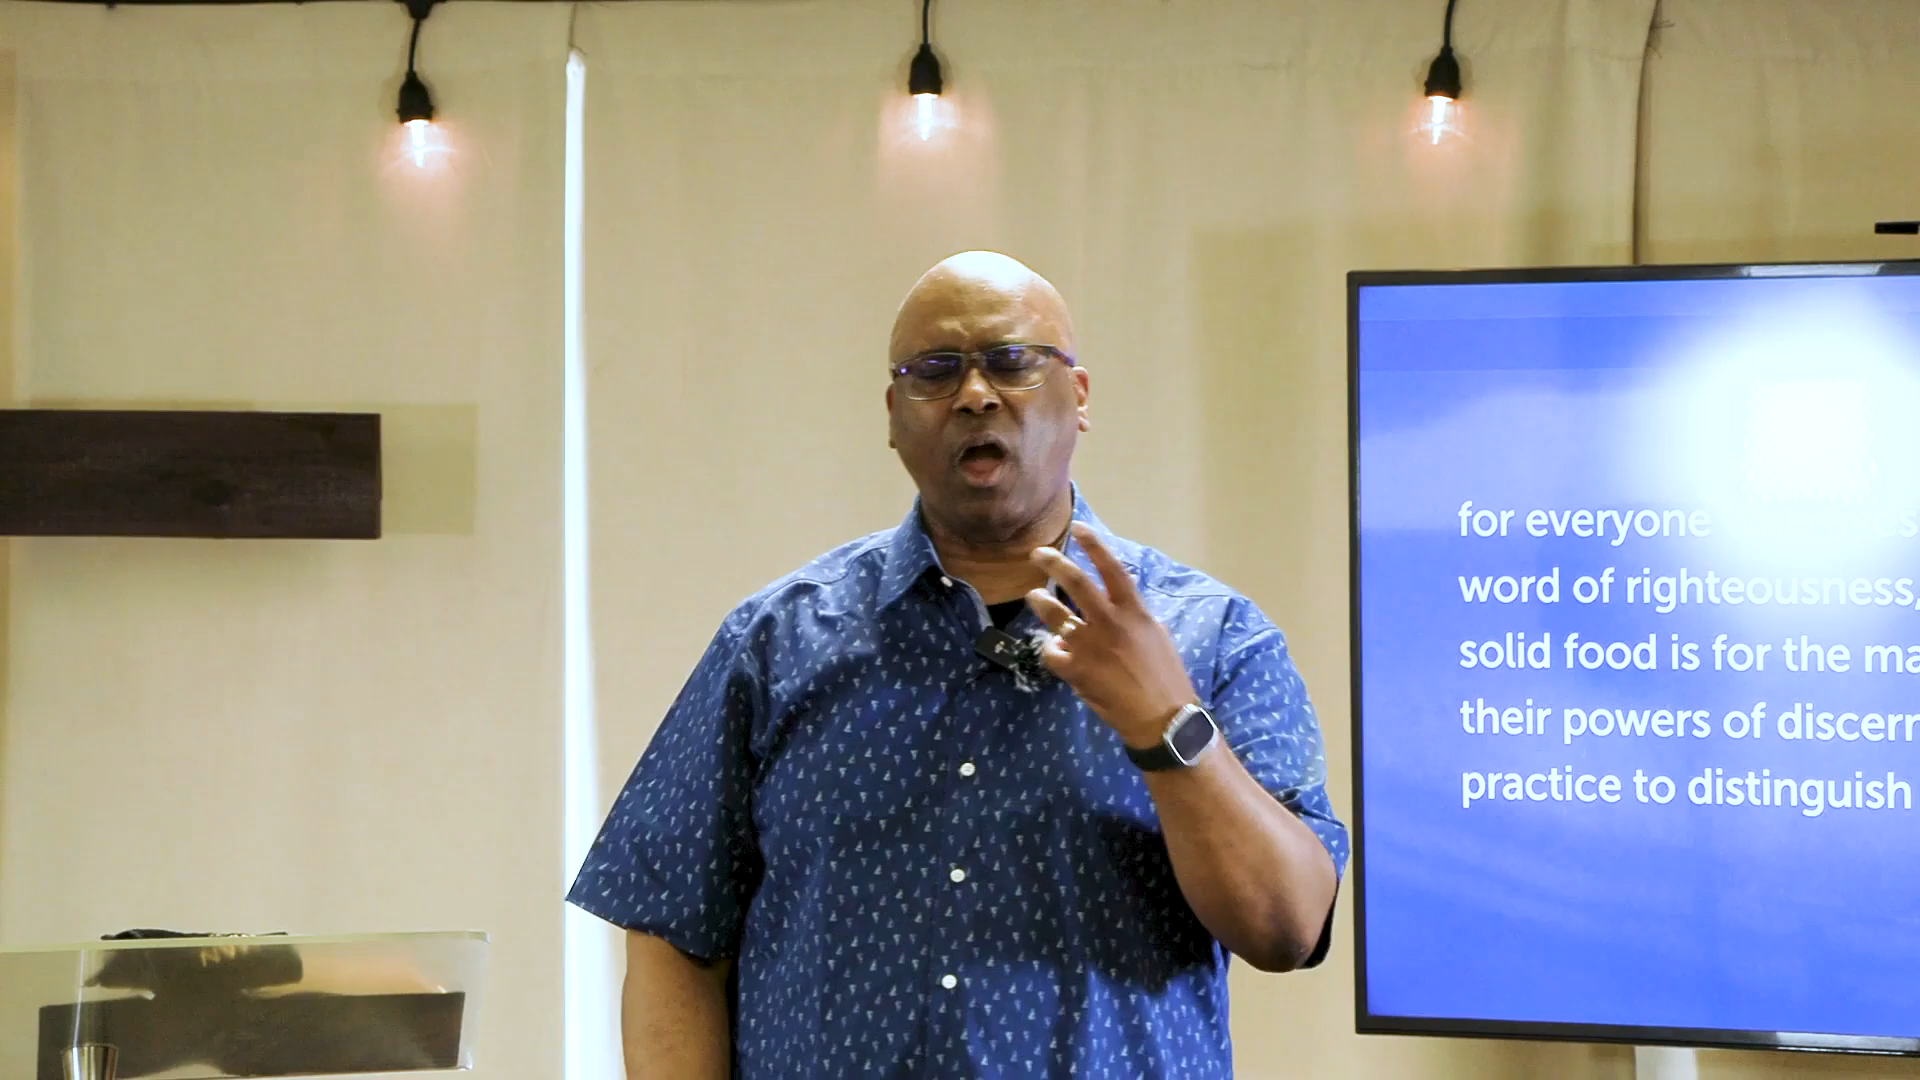 for everyone
word of righteousness,
solid food is for the ma
their powers of discern
practice to distinguish